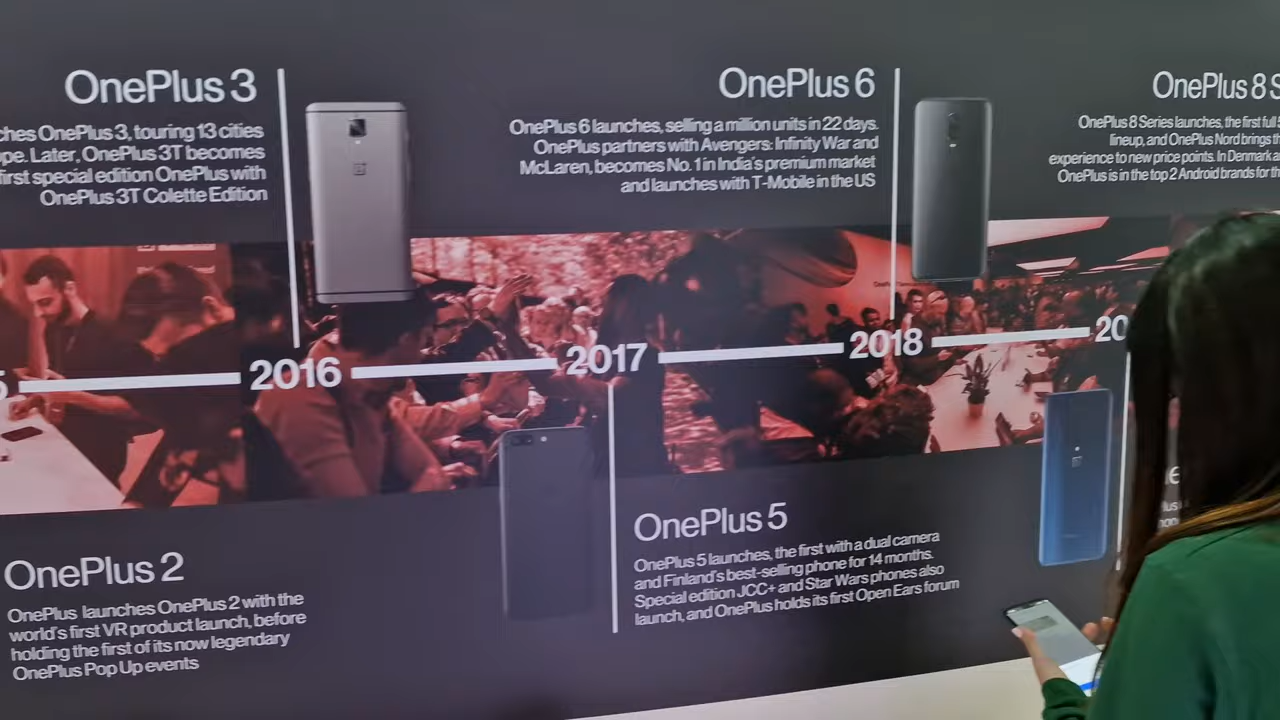 OnePlus 3
ches OnePlus 3, touring 13 cities
pe. Later, OnePlus 3T becomes
first special edition OnePlus with
OnePlus 3T Colette Edition
OnePlus 6
OnePlus 6 launches, selling a million units in 22 days.
OnePlus partners with Avengers: Infinity War and
McLaren, becomes No. 1 in India's premium market
and launches with T-Mobile in the US
OnePlus 8 S
OnePlus 8 Series launches, the first full 5
lineup, and OnePlus Nord brings th
experience to new price points. In Denmark a
OnePlus is in the top 2 Android brands for th
5
2016
2017
2018
20
OnePlus 2
OnePlus launches OnePlus 2 with the
world's first VR product launch, before
holding the first of its now legendary
OnePlus Pop Up events
OnePlus 5
OnePlus 5 launches, the first with a dual camera
and Finland's best-selling phone for 14 months.
Special edition JCC+ and Star Wars phones also
launch, and OnePlus holds its first Open Ears forum